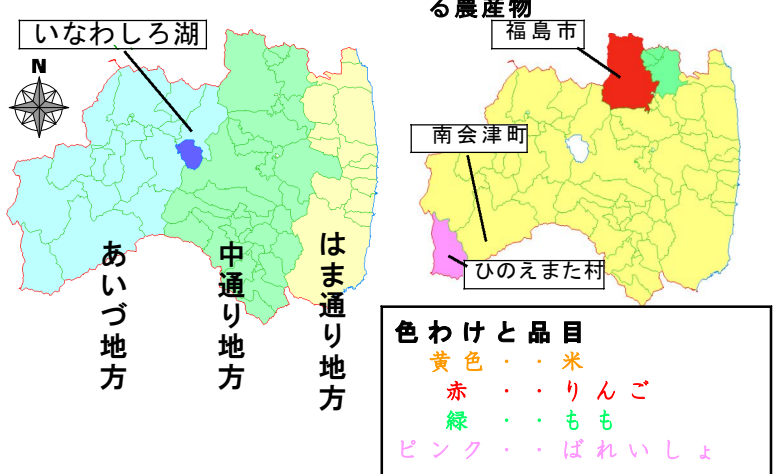 いなわしろ湖
N
あいづ地方
中通り地方
はま通り地方
る農産物
福島市
南会津町
ひのえまた村
色わけと品目
黄色・・米
赤・・りんご
緑・・もも
ピンク・・ばれいしょ